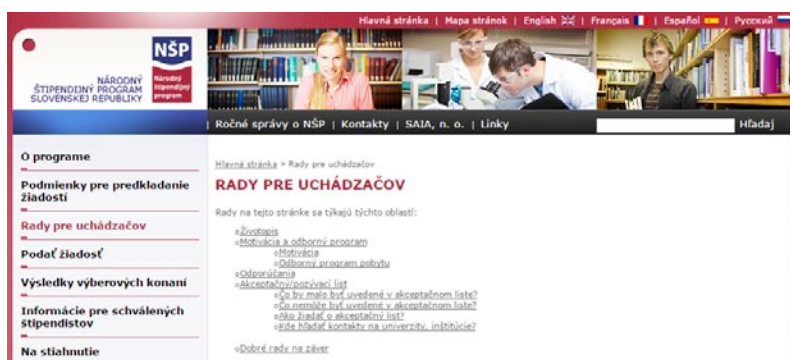 Hlavná stránka | Mapa stránok | English | Français | Español | Русский
NŠP
NÁRODNÝ
ŠTIPENDIJNÝ PROGRAM
SLOVENSKEJ REPUBLIKY
Národný
štipendijný
program
| Ročné správy o NŠP | Kontakty | SAIA, n. o. | Linky
Hľadaj
O programe
Podmienky pre predkladanie
žiadostí
Rady pre uchádzačov
Podať žiadosť
Výsledky výberových konaní
Informácie pre schválených
štipendistov
Na stiahnutie
Hlavná stránka » Rady pre uchádzačov
RADY PRE UCHÁDZAČOV
Rady na tejto stránke sa týkajú týchto oblastí:
Životopis
Motivácia a odborný program
Motivácia
Odborný program pobytu
Odporúčania
Akceptačný/pozývací list
Čo by malo byť uvedené v akceptačnom liste?
Čo nemôže byť uvedené v akceptačnom liste?
Ako žiadať o akceptačný list?
Kde hľadať kontakty na univerzity, inštitúcie?
Dobré rady na záver